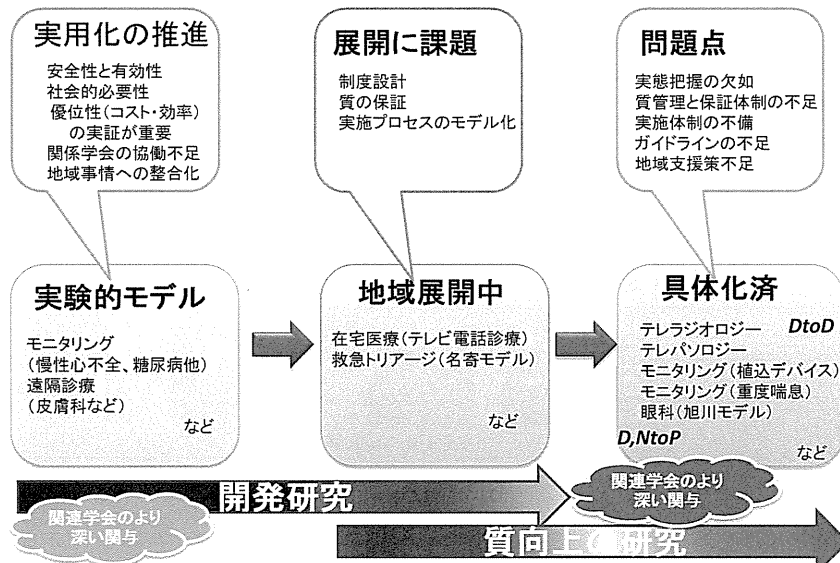 実用化の推進
安全性と有効性
社会的必要性
優位性(コスト・効率)
の実証が重要
関係学会の協働不足
地域事情への整合化
展開に課題
制度設計
質の保証
実施プロセスのモデル化
問題点
実態把握の欠如
質管理と保証体制の不足
実施体制の不備
ガイドラインの不足
地域支援策不足
実験的モデル
モニタリング
(慢性心不全、糖尿病他)
遠隔診療
(皮膚科など)
など
地域展開中
在宅医療(テレビ電話診療)
救急トリアージ(名寄モデル)
など
具体化済
テレラジオロジー DtoD
テレパソロジー
モニタリング(植込デバイス)
モニタリング(重度喘息)
眼科(旭川モデル)
D,NtoP
など
開発研究
関連学会のより
深い関与
関連学会のより
深い関与
質向上の研究